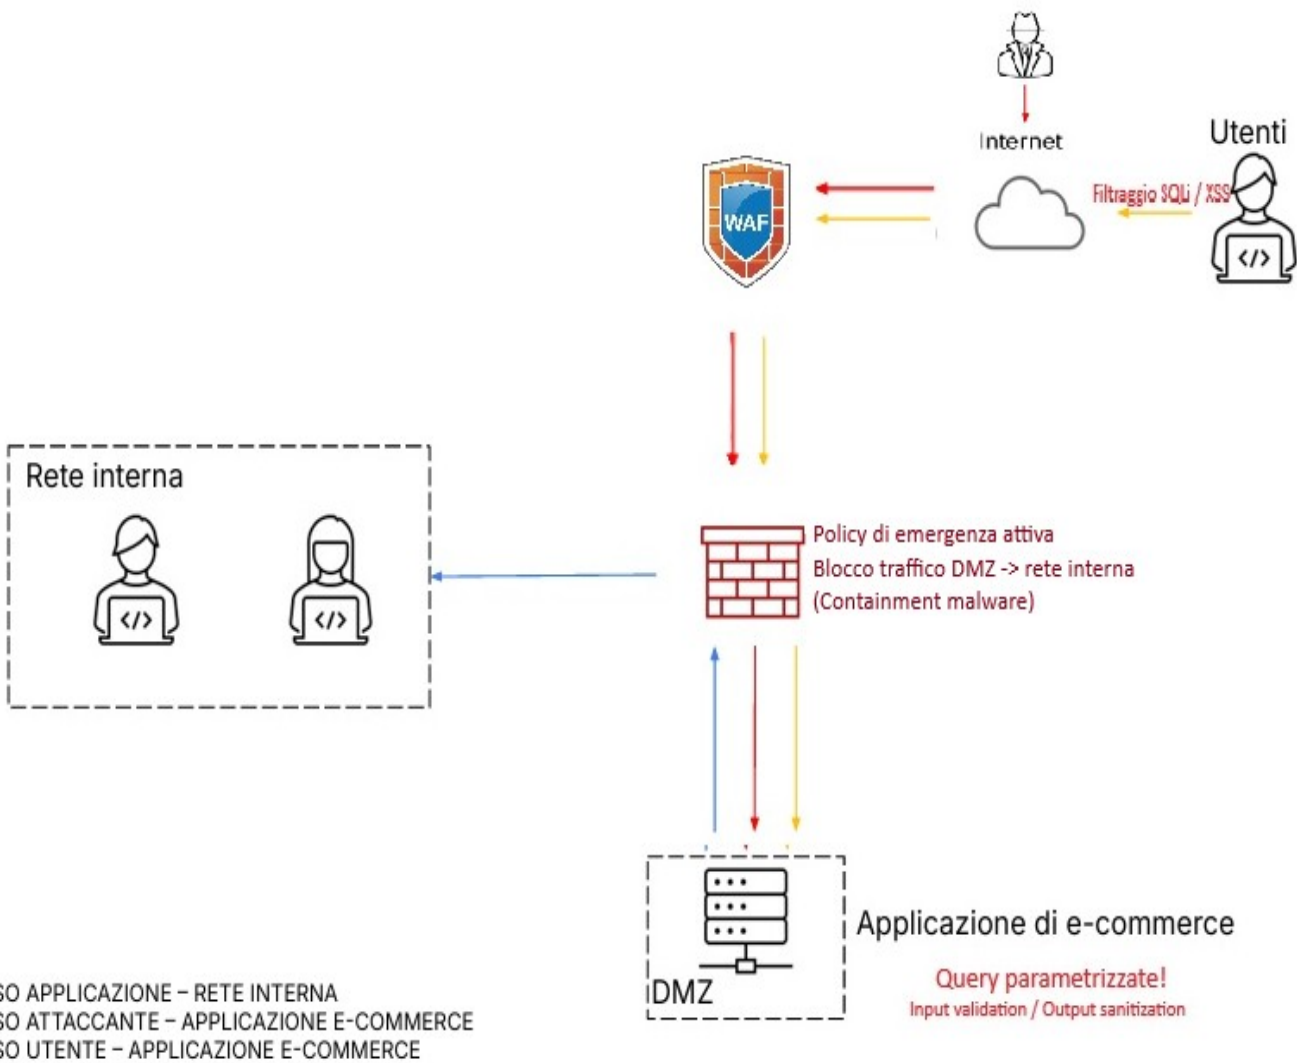 Internet
Utenti
Filtraggio SQLi / XSS
WAF
</>
Rete interna
Policy di emergenza attiva
Blocco traffico DMZ -> rete interna
(Containment malware)
</>
</>
Applicazione di e-commerce
Query parametrizzate!
Input validation / Output sanitization
DMZ
SO APPLICAZIONE – RETE INTERNA
SO ATTACCANTE – APPLICAZIONE E-COMMERCE
SO UTENTE – APPLICAZIONE E-COMMERCE